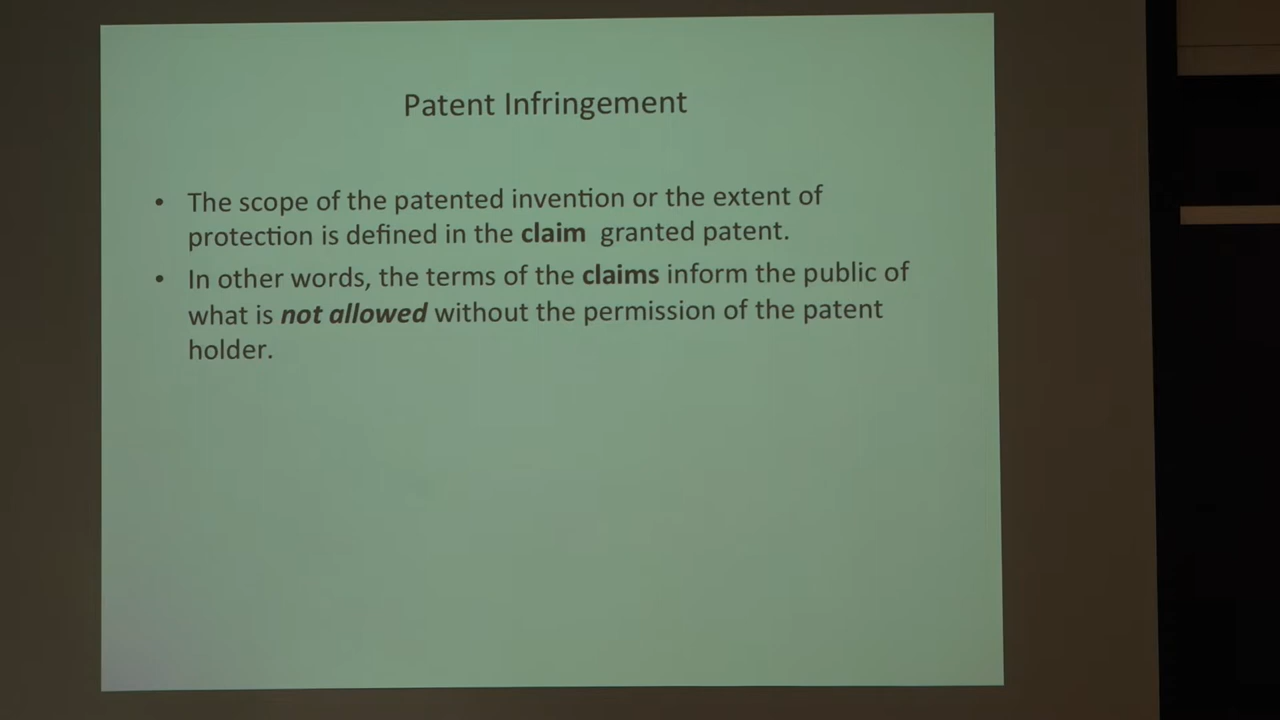 Patent Infringement
• The scope of the patented invention or the extent of
protection is defined in the claim granted patent.
• In other words, the terms of the claims inform the public of
what is not allowed without the permission of the patent
holder.